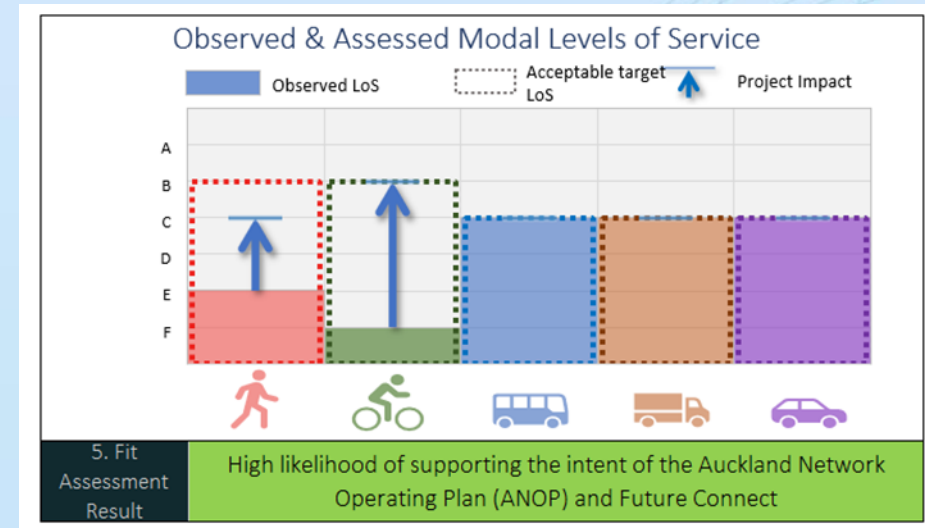 Observed & Assessed Modal Levels of Service
Observed LoS
Acceptable target
LoS
Project Impact
A
B
C
D
E
F
5. Fit
Assessment
Result
High likelihood of supporting the intent of the Auckland Network
Operating Plan (ANOP) and Future Connect